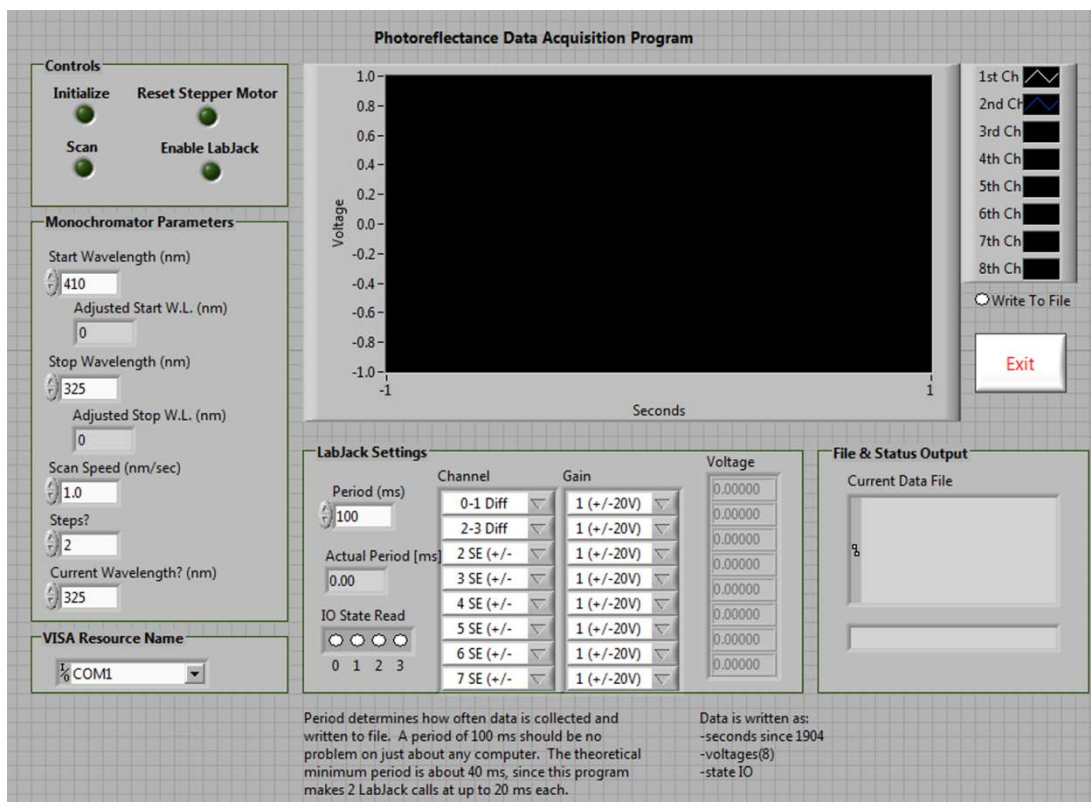 Photoreflectance Data Acquisition Program
Controls
Initialize
Reset Stepper Motor
Scan
Enable LabJack
Monochromator Parameters
Start Wavelength (nm)
410
Adjusted Start W.L. (nm)
0
Stop Wavelength (nm)
325
Adjusted Stop W.L. (nm)
0
Scan Speed (nm/sec)
1.0
Steps?
2
Current Wavelength? (nm)
325
VISA Resource Name
COM1
Voltage
1.0
0.8
0.6
0.4
0.2
0.0
-0.2
-0.4
-0.6
-0.8
-1.0
-1
1
Seconds
1st Ch
2nd Ch
3rd Ch
4th Ch
5th Ch
6th Ch
7th Ch
8th Ch
Write To File
Exit
LabJack Settings
Period (ms)
100
Actual Period [ms]
0.00
IO State Read
0 1 2 3
Channel
0-1 Diff
2-3 Diff
2 SE (+/-
3 SE (+/-
4 SE (+/-
5 SE (+/-
6 SE (+/-
7 SE (+/-
Gain
1 (+/-20V)
1 (+/-20V)
1 (+/-20V)
1 (+/-20V)
1 (+/-20V)
1 (+/-20V)
1 (+/-20V)
1 (+/-20V)
Voltage
0.00000
0.00000
0.00000
0.00000
0.00000
0.00000
0.00000
0.00000
File & Status Output
Current Data File
Period determines how often data is collected and
written to file. A period of 100 ms should be no
problem on just about any computer. The theoretical
minimum period is about 40 ms, since this program
makes 2 LabJack calls at up to 20 ms each.
Data is written as:
-seconds since 1904
-voltages(8)
-state IO